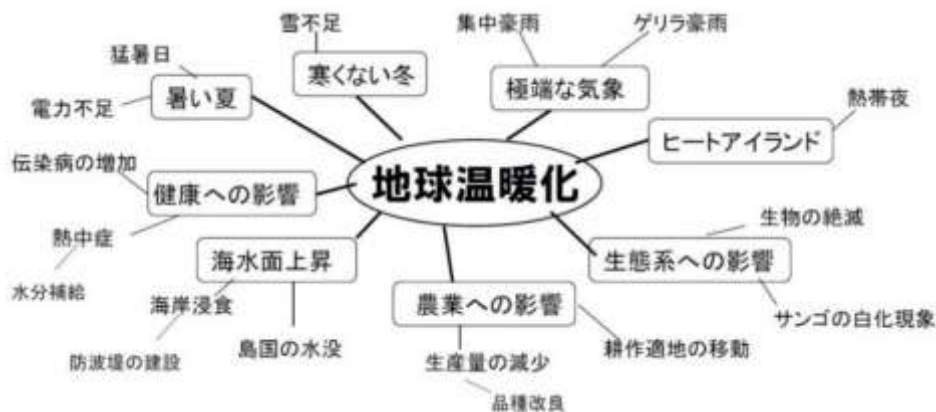 雪不足
集中豪雨
ゲリラ豪雨
猛暑日
寒くない冬
極端な気象
暑い夏
電力不足
熱帯夜
ヒートアイランド
伝染病の増加
地球温暖化
健康への影響
生物の絶滅
熱中症
海水面上昇
生態系への影響
水分補給
海岸浸食
農業への影響
サンゴの白化現象
防波堤の建設
島国の水没
生産量の減少
耕作適地の移動
品種改良